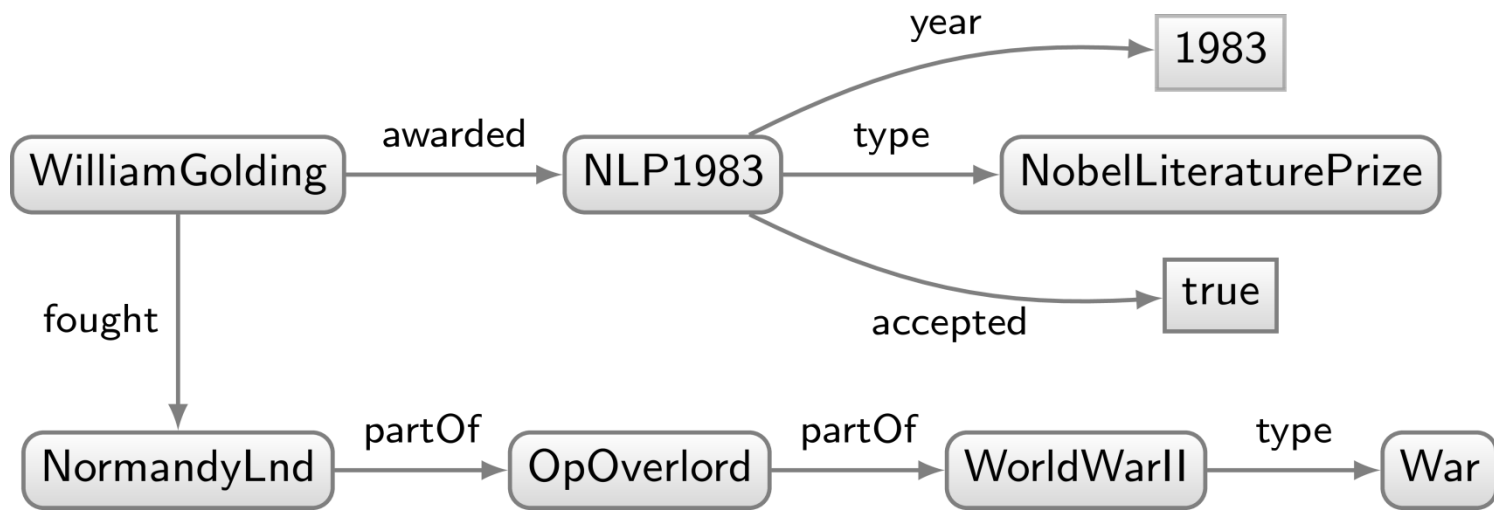 year
1983
awarded
type
WilliamGolding
NLP1983
NobelLiteraturePrize
true
accepted
fought
partOf
partOf
type
NormandyLnd
OpOverlord
WorldWarII
War